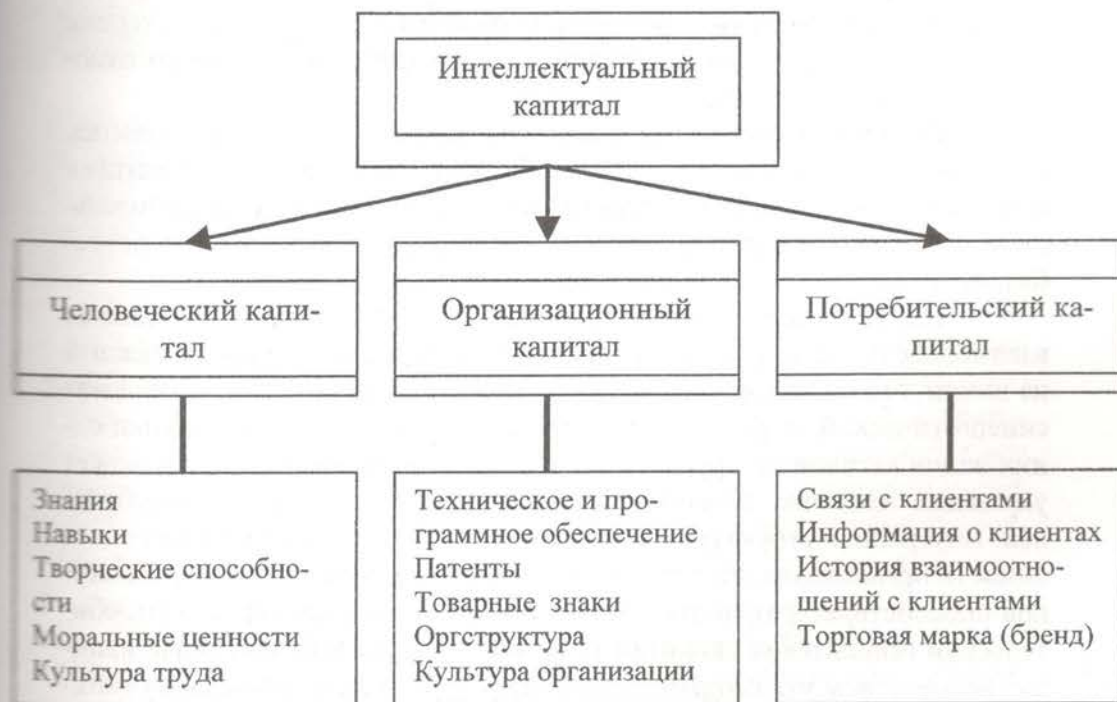 Интеллектуальный
капитал
Человеческий капи-
тал
Организационный
капитал
Потребительский ка-
питал
Знания
Навыки
Творческие способно-
сти
Моральные ценности
Культура труда
Техническое и про-
граммное обеспечение
Патенты
Товарные знаки
Оргструктура
Культура организации
Связи с клиентами
Информация о клиентах
История взаимоотно-
шений с клиентами
Торговая марка (бренд)